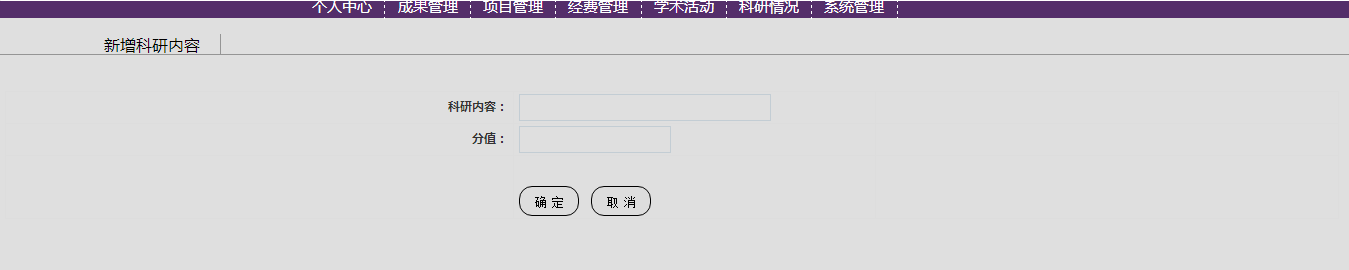 个人中心 成果管理 项目管理 经费管理 学术活动 科研情况 系统管理
新增科研内容
科研内容：
分值：
确 定 取 消